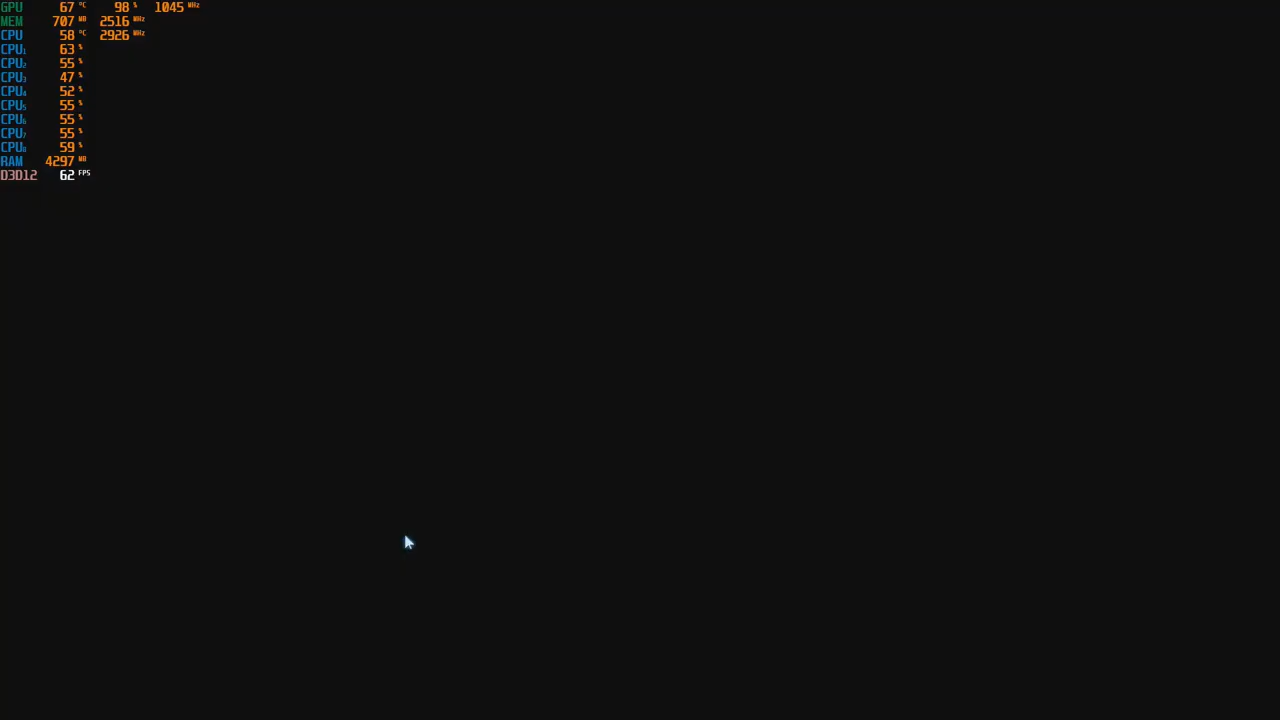 GPU 67 °C 98 % 1045 MHz
MEM 707 MB 2516 MHz
CPU 58 °C 2926 MHz
CPU1 63 %
CPU2 55 %
CPU3 47 %
CPU4 52 %
CPU5 55 %
CPU6 55 %
CPU7 55 %
CPU8 59 %
RAM 4297 MB
D3D12 62 FPS